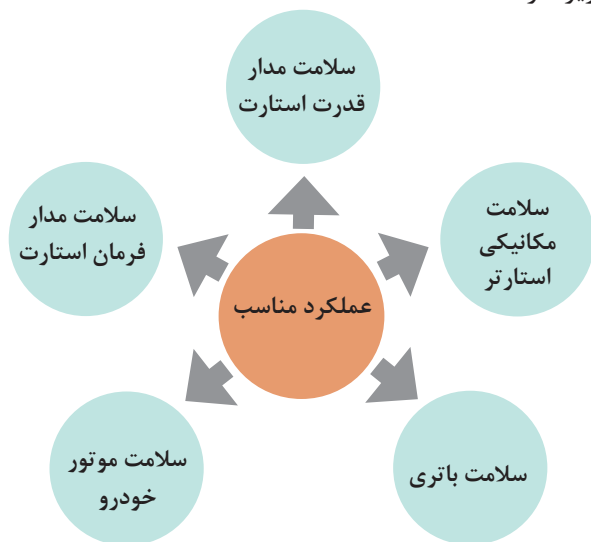 سلامت مدار
قدرت استارت
سلامت
مکانیکی
استارتر
سلامت مدار
فرمان استارت
عملکرد مناسب
سلامت باتری
سلامت موتور
خودرو